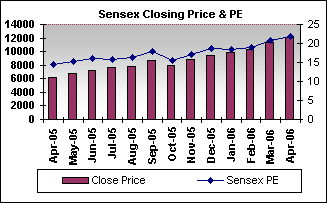 Sensex Closing Price & PE
14000
12000
10000
8000
6000
4000
2000
0
25
20
15
10
5
0
Apr-05
May-05
Jun-05
Jul-05
Aug-05
Sep-05
Oct-05
Nov-05
Dec-05
Jan-06
Feb-06
Mar-06
Apr-06
Close Price
Sensex PE